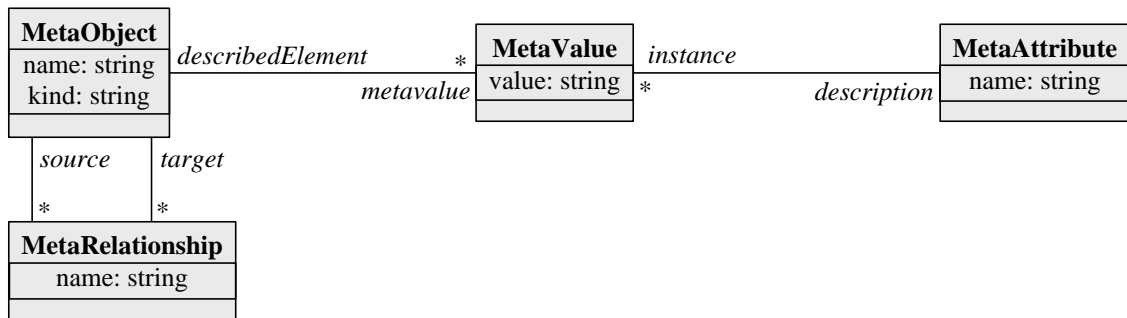 MetaObject
name: string
kind: string
describedElement
*
metavalue
MetaValue
value: string
instance
*
description
MetaAttribute
name: string
source
target
*
*
MetaRelationship
name: string